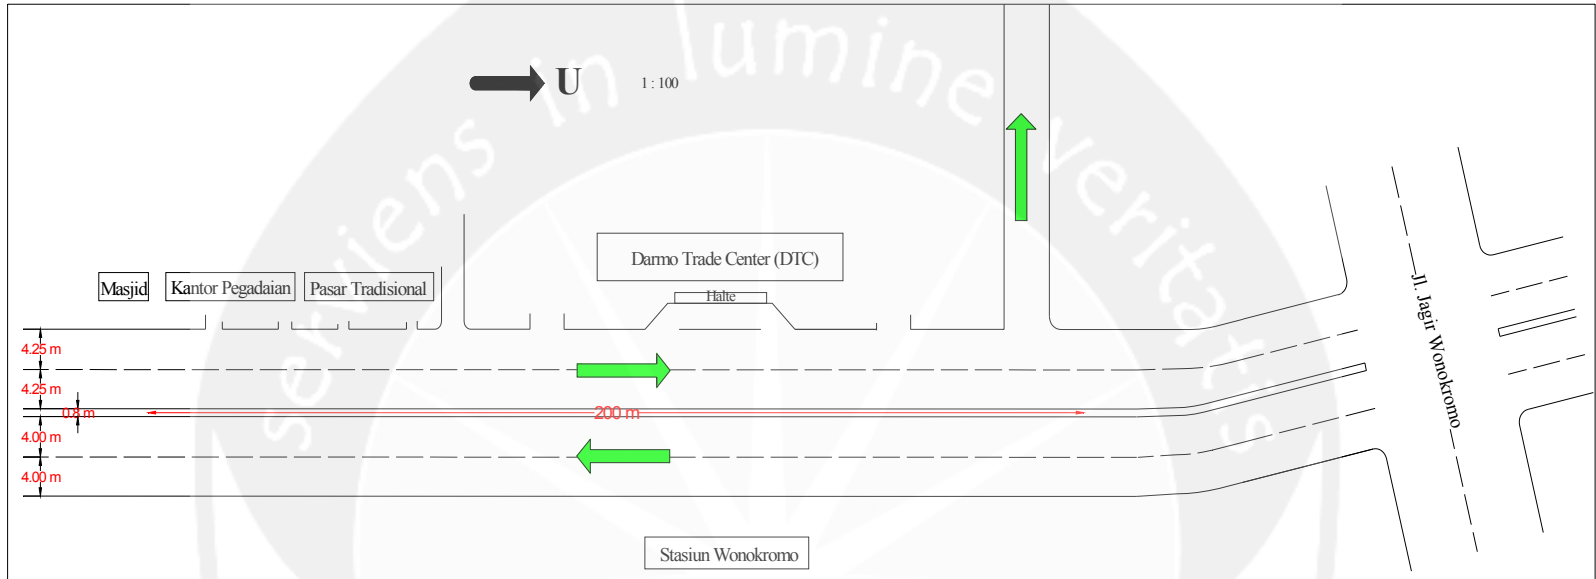 serviens in lumine veritatis
U
1 : 100
Darmo Trade Center (DTC)
Halte
Masjid
Kantor Pegadaian
Pasar Tradisional
Jl. Jagir Wonokromo
4.25 m
4.25 m
0.8 m
200 m
4.00 m
4.00 m
Stasiun Wonokromo